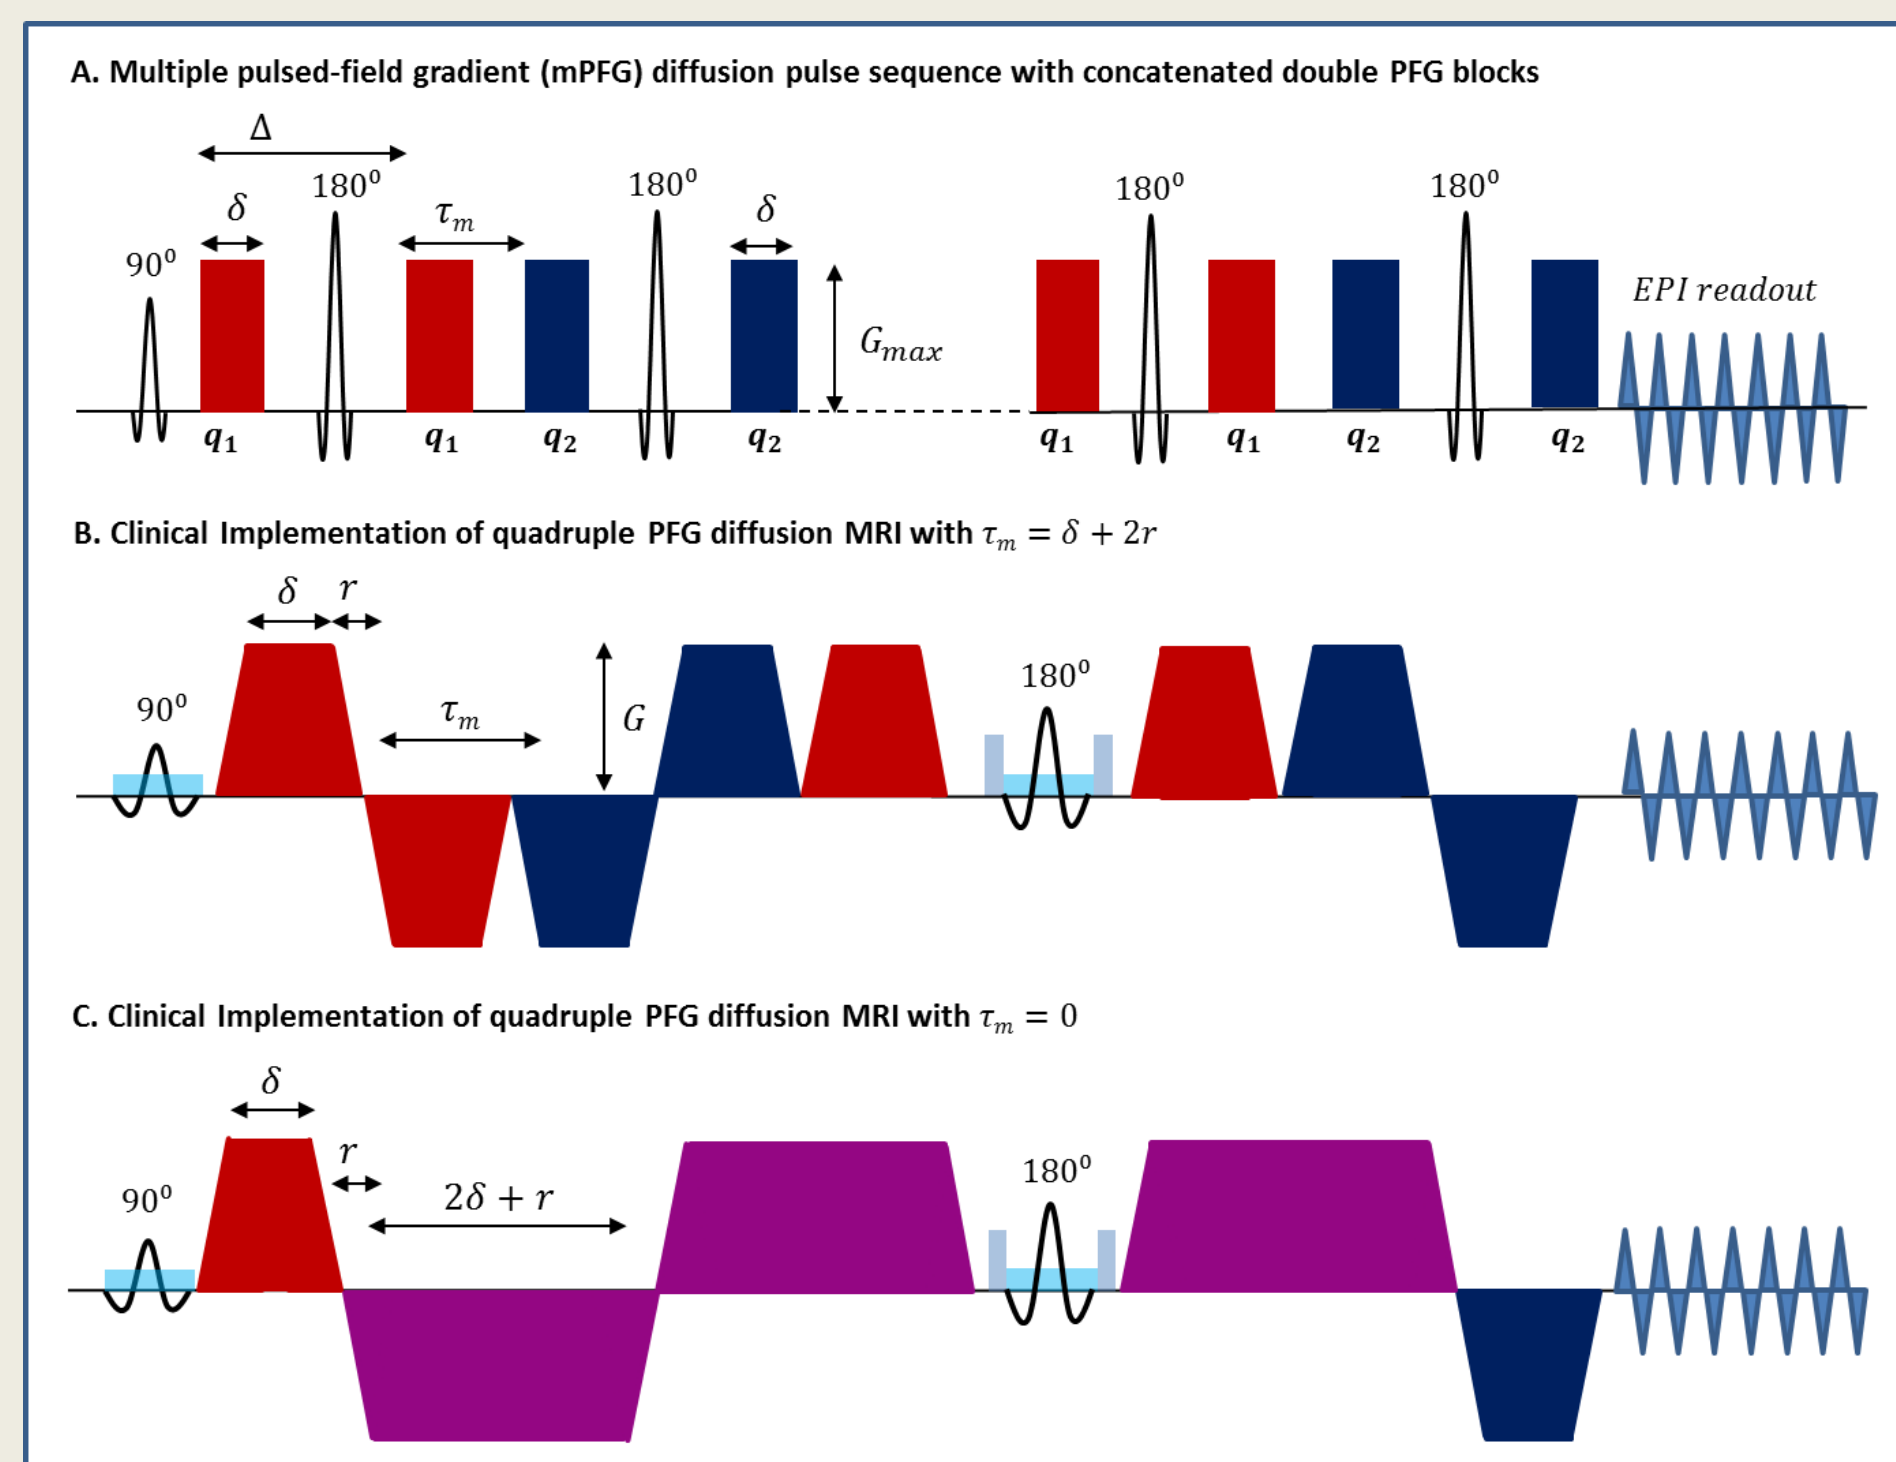 A. Multiple pulsed-field gradient (mPFG) diffusion pulse sequence with concatenated double PFG blocks
Δ
180⁰ 180⁰ 180⁰ 180⁰
δ τₘ δ
90⁰ EPI readout
Gₘₐₓ
q₁ q₁ q₂ q₂ q₁ q₁ q₂ q₂
B. Clinical Implementation of quadruple PFG diffusion MRI with τₘ = δ + 2r
δ r
180⁰
90⁰ τₘ G
C. Clinical Implementation of quadruple PFG diffusion MRI with τₘ = 0
δ
r
180⁰
90⁰ 2δ + r